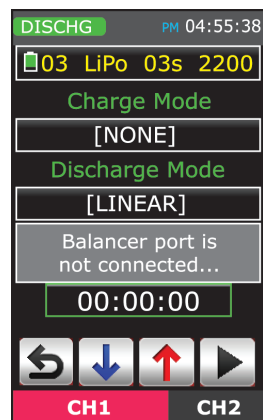 DISCHG PM 04:55:38
03 LiPo 03s 2200
Charge Mode
[NONE]
Discharge Mode
[LINEAR]
Balancer port is
not connected...
00:00:00
CH1 CH2